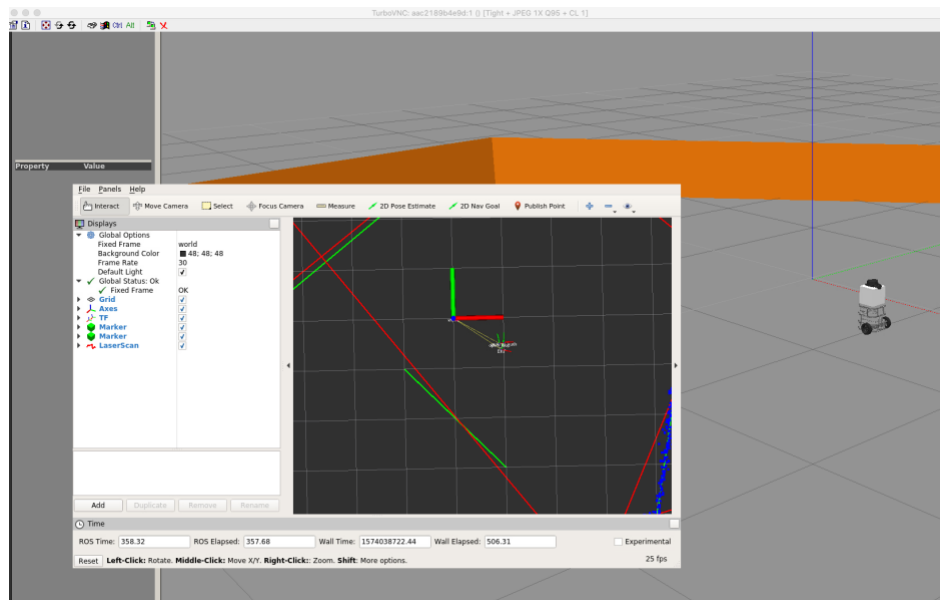 TurboVNC: aac2189b4e9d:1 () [Tight + JPEG 1X Q95 + CL 1]
Ctrl Alt
Property Value
File Panels Help
Interact Move Camera Select Focus Camera Measure 2D Pose Estimate 2D Nav Goal Publish Point
Displays
Global Options
Fixed Frame world
Background Color 48; 48; 48
Frame Rate 30
Default Light
Global Status: Ok
Fixed Frame OK
Grid
Axes
TF
Marker
Marker
LaserScan
Add Duplicate Remove Rename
Time
ROS Time: 358.32 ROS Elapsed: 357.68 Wall Time: 1574038722.44 Wall Elapsed: 506.31 Experimental
Reset Left-Click: Rotate. Middle-Click: Move X/Y. Right-Click:: Zoom. Shift: More options. 25 fps